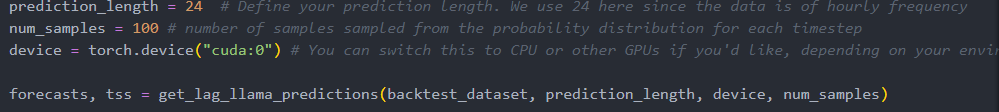 prediction_length = 24  # Define your prediction length. We use 24 here since the data is of hourly frequency
num_samples = 100 # number of samples sampled from the probability distribution for each timestep
device = torch.device("cuda:0") # You can switch this to CPU or other GPUs if you'd like, depending on your
forecasts, tss = get_lag_llama_predictions(backtest_dataset, prediction_length, device, num_samples)